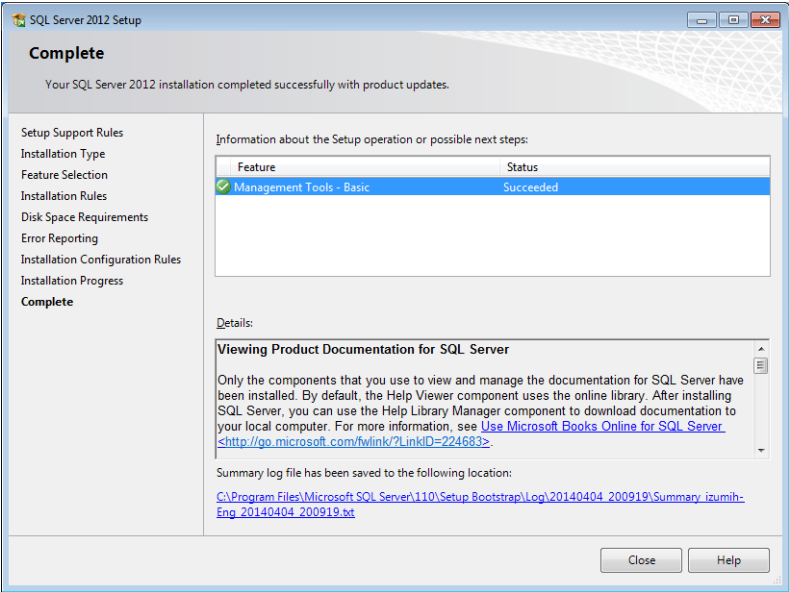 SQL Server 2012 Setup
Complete
Your SQL Server 2012 installation completed successfully with product updates.
Setup Support Rules
Installation Type
Feature Selection
Installation Rules
Disk Space Requirements
Error Reporting
Installation Configuration Rules
Installation Progress
Complete
Information about the Setup operation or possible next steps:
Feature Status
Management Tools - Basic Succeeded
Details:
Viewing Product Documentation for SQL Server
Only the components that you use to view and manage the documentation for SQL Server have
been installed. By default, the Help Viewer component uses the online library. After installing
SQL Server, you can use the Help Library Manager component to download documentation to
your local computer. For more information, see Use Microsoft Books Online for SQL Server
<http://go.microsoft.com/fwlink/?LinkID=224683>.
Summary log file has been saved to the following location:
C:\Program Files\Microsoft SQL Server\110\Setup Bootstrap\Log\20140404_200919\Summary_izumih-
Eng_20140404_200919.txt
Close Help